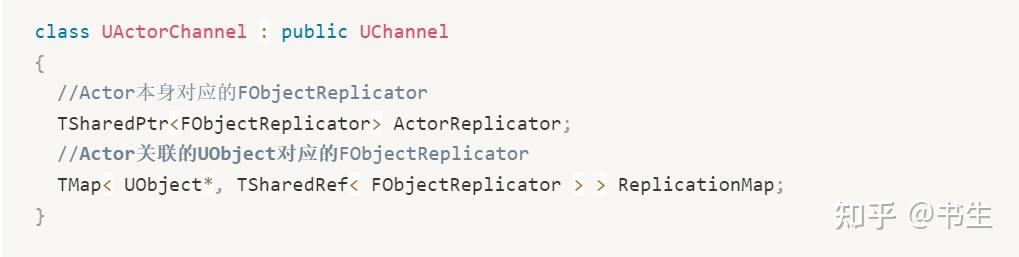 class UActorChannel : public UChannel
{
//Actor本身对应的FObjectReplicator
TSharedPtr<FObjectReplicator> ActorReplicator;
//Actor关联的UObject对应的FObjectReplicator
TMap< UObject*, TSharedRef< FObjectReplicator > > ReplicationMap;
}
知乎 @书生